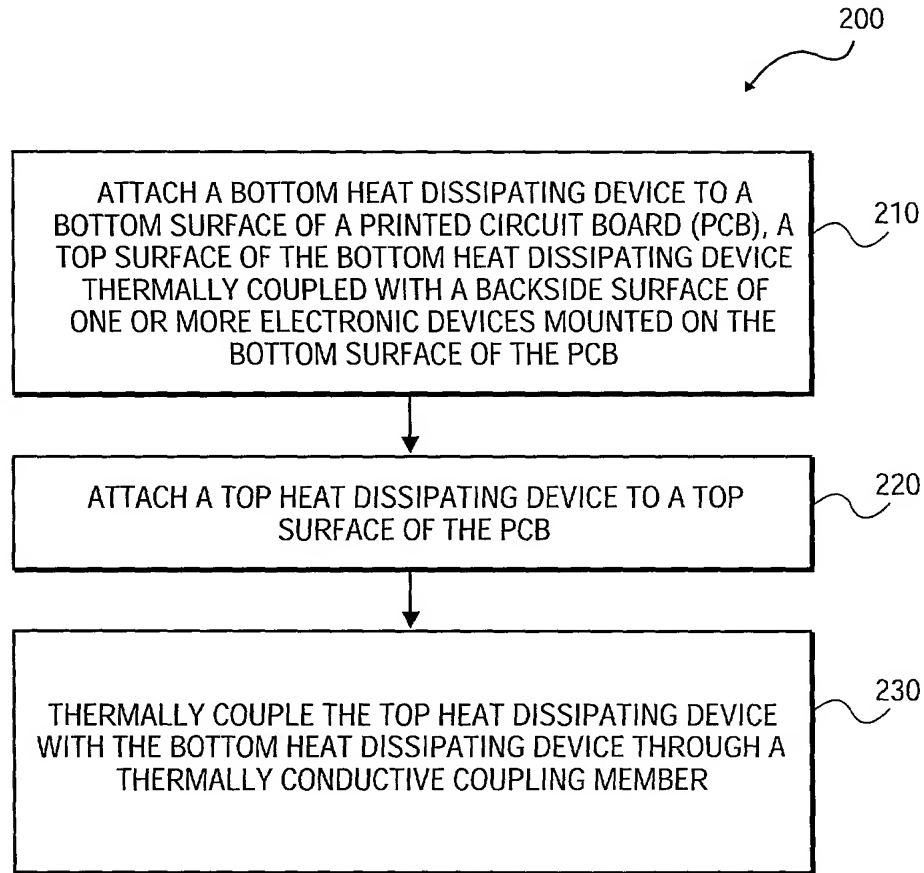 200
ATTACH A BOTTOM HEAT DISSIPATING DEVICE TO A
BOTTOM SURFACE OF A PRINTED CIRCUIT BOARD (PCB), A
TOP SURFACE OF THE BOTTOM HEAT DISSIPATING DEVICE
THERMALLY COUPLED WITH A BACKSIDE SURFACE OF
ONE OR MORE ELECTRONIC DEVICES MOUNTED ON THE
BOTTOM SURFACE OF THE PCB
210
ATTACH A TOP HEAT DISSIPATING DEVICE TO A TOP
SURFACE OF THE PCB
220
THERMALLY COUPLE THE TOP HEAT DISSIPATING DEVICE
WITH THE BOTTOM HEAT DISSIPATING DEVICE THROUGH A
THERMALLY CONDUCTIVE COUPLING MEMBER
230